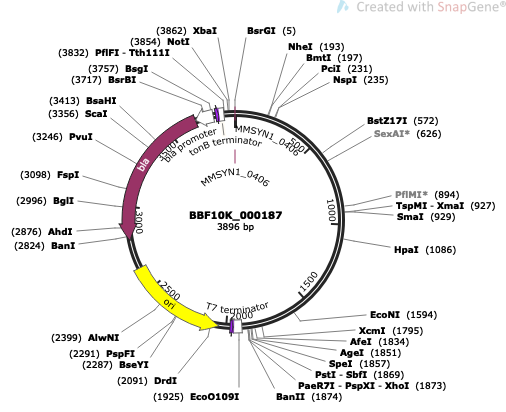 Created with SnapGene®
(3862) XbaI
(3854) NotI
(3832) PflFI - Tth111I
(3757) BsgI
(3717) BsrBI
(3413) BsaHI
(3356) ScaI
(3246) PvuI
(3098) FspI
(2996) BglI
(2876) AhdI
(2824) BanI
(2399) AlwNI
(2291) PspFI
(2287) BseYI
(2091) DrdI
(1925) EcoO109I
BsrGI (5)
NheI (193)
BmtI (197)
PciI (231)
NspI (235)
BstZ17I (572)
SexAI* (626)
PflMI* (894)
TspMI - XmaI (927)
SmaI (929)
HpaI (1086)
EcoNI (1594)
XcmI (1795)
AfeI (1834)
AgeI (1851)
SpeI (1857)
PstI - SbfI (1869)
PaeR7I - PspXI - XhoI (1873)
BanII (1874)
MMSYN1_0406
bla promoter
tonB terminator
MMSYN1_0406
bla
ori
T7 terminator
500
1000
1500
2000
2500
3000
3500
BBF10K_000187
3896 bp